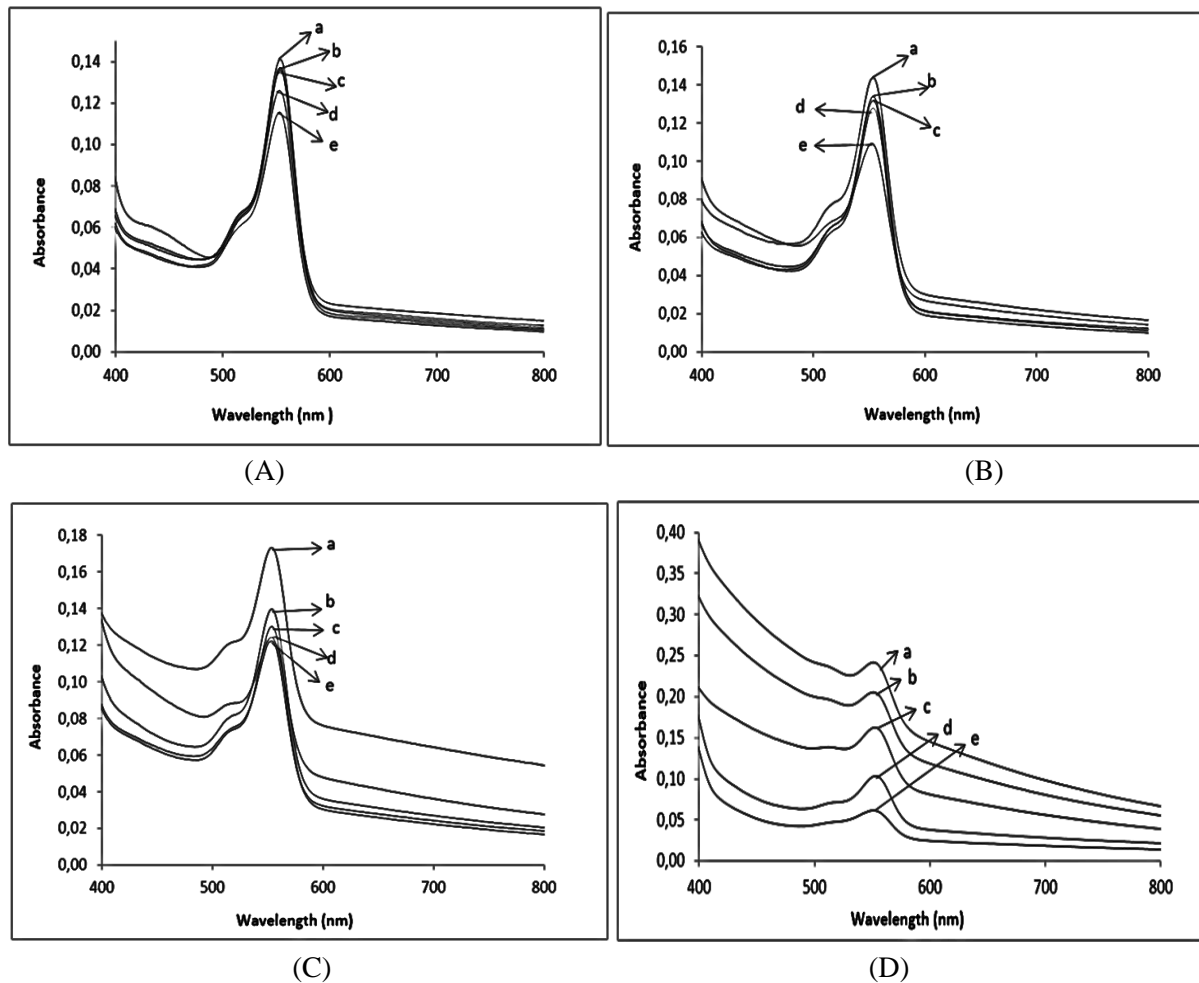 0,14
0,12
0,10
0,08
0,06
0,04
0,02
0,00
Absorbance
400 500 600 700 800
Wavelength (nm )
a
b
c
d
e
(A)
0,16
0,14
0,12
0,10
0,08
0,06
0,04
0,02
0,00
Absorbance
400 500 600 700 800
Wavelength (nm)
a
b
d
c
e
(B)
0,18
0,16
0,14
0,12
0,10
0,08
0,06
0,04
0,02
0,00
Absorbance
400 500 600 700 800
Wavelength (nm)
a
b
c
d
e
(C)
0,40
0,35
0,30
0,25
0,20
0,15
0,10
0,05
0,00
Absorbance
400 500 600 700 800
Wavelength (nm)
a
b
c
d
e
(D)